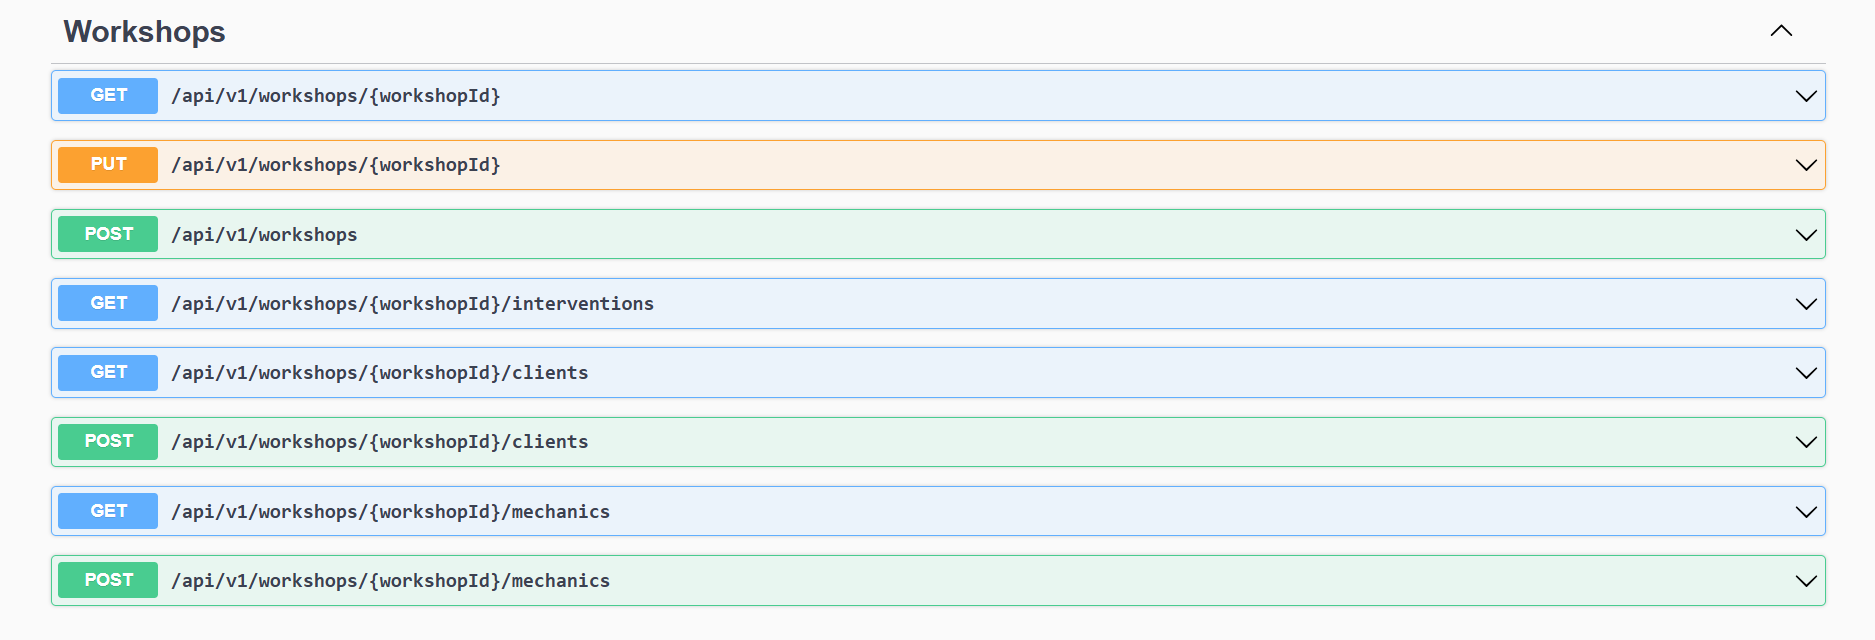 Workshops
GET /api/v1/workshops/{workshopId}
PUT /api/v1/workshops/{workshopId}
POST /api/v1/workshops
GET /api/v1/workshops/{workshopId}/interventions
GET /api/v1/workshops/{workshopId}/clients
POST /api/v1/workshops/{workshopId}/clients
GET /api/v1/workshops/{workshopId}/mechanics
POST /api/v1/workshops/{workshopId}/mechanics